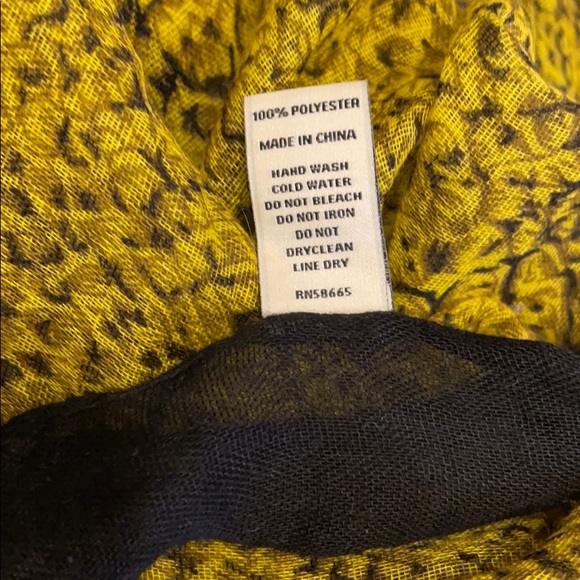 100% POLYESTER
MADE IN CHINA
HAND WASH
COLD WATER
DO NOT BLEACH
DO NOT IRON
DO NOT
DRYCLEAN
LINE DRY
RN58665